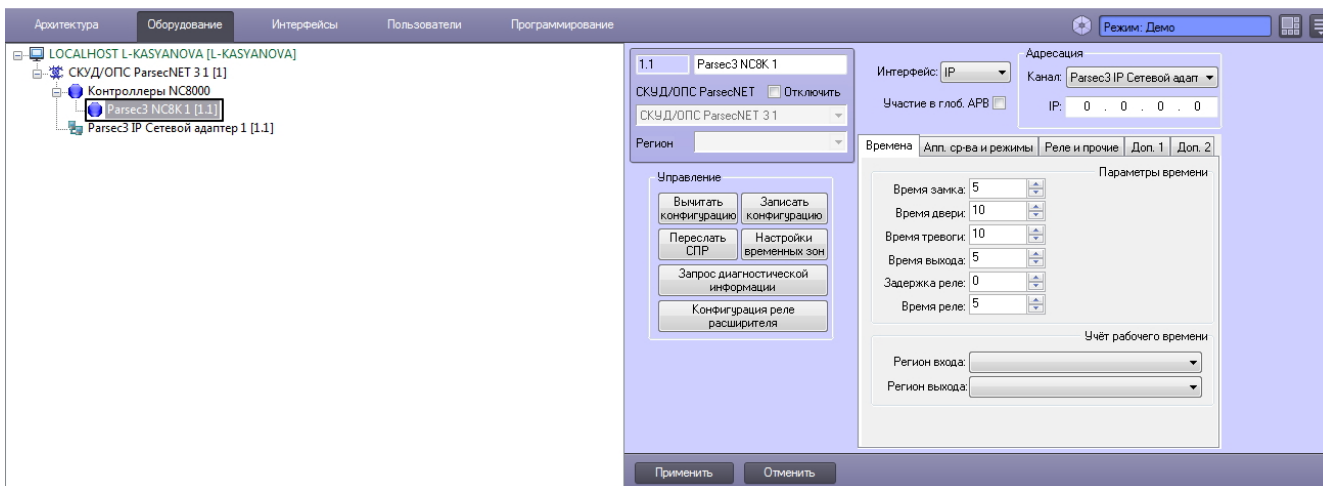 Архитектура Оборудование Интерфейсы Пользователи Программирование Режим: Демо
LOCALHOST L-KASYANOVA [L-KASYANOVA]
СКУД/ОПС ParsecNET 3 1 [1]
Контроллеры NC8000
Parsec3 NC8K 1 [1.1]
Parsec3 IP Сетевой адаптер 1 [1.1]
1.1 Parsec3 NC8K 1
СКУД/ОПС ParsecNET Отключить
СКУД/ОПС ParsecNET 3 1
Регион
Управление
Вычитать конфигурацию
Записать конфигурацию
Переслать СПР
Настройки временных зон
Запрос диагностической информации
Конфигурация реле расширителя
Интерфейс: IP
Участие в глоб. APB
Адресация
Канал: Parsec3 IP Сетевой адапт
IP: 0 . 0 . 0 . 0
Времена Апп. ср-ва и режимы Реле и прочие Доп. 1 Доп. 2
Параметры времени
Время замка: 5
Время двери: 10
Время тревоги: 10
Время выхода: 5
Задержка реле: 0
Время реле: 5
Учёт рабочего времени
Регион входа:
Регион выхода:
Применить Отменить